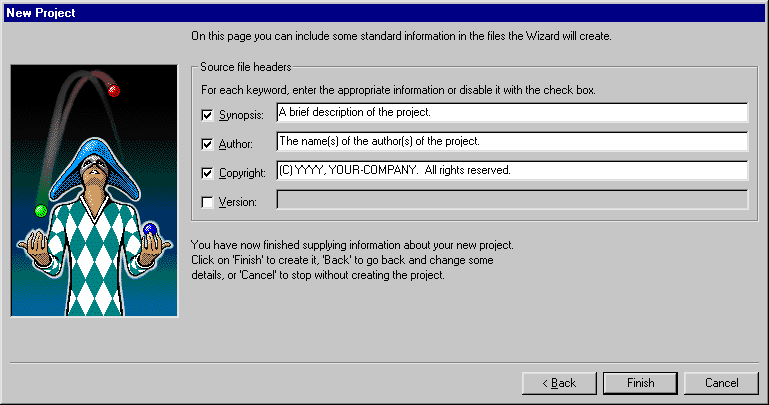 New Project
On this page you can include some standard information in the files the Wizard will create.
Source file headers
For each keyword, enter the appropriate information or disable it with the check box.
Synopsis: A brief description of the project.
Author: The name(s) of the author(s) of the project.
Copyright: (C) YYYY, YOUR-COMPANY.  All rights reserved.
Version:
You have now finished supplying information about your new project.
Click on 'Finish' to create it, 'Back' to go back and change some
details, or 'Cancel' to stop without creating the project.
< Back Finish Cancel